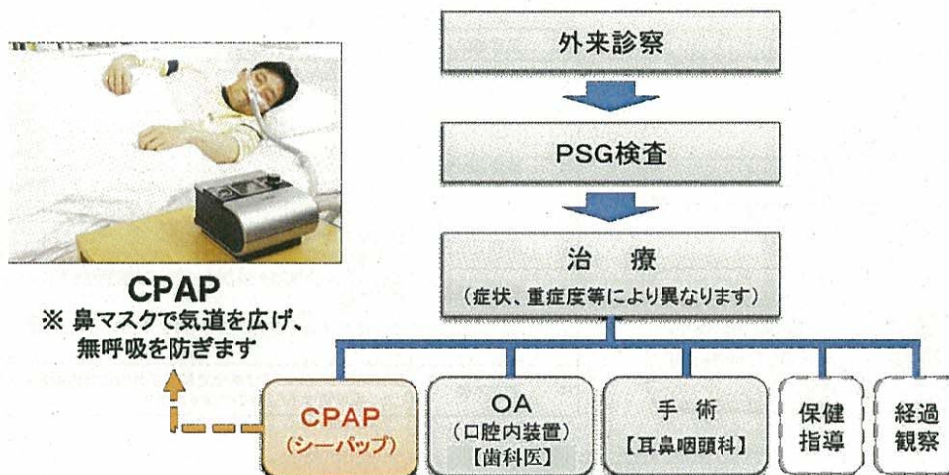 外来診察
PSG検査
治 療
(症状、重症度等により異なります)
CPAP
※ 鼻マスクで気道を広げ、
無呼吸を防ぎます
CPAP
(シーパップ)
OA
(口腔内装置)
【歯科医】
手 術
【耳鼻咽頭科】
保健
指導
経過
観察